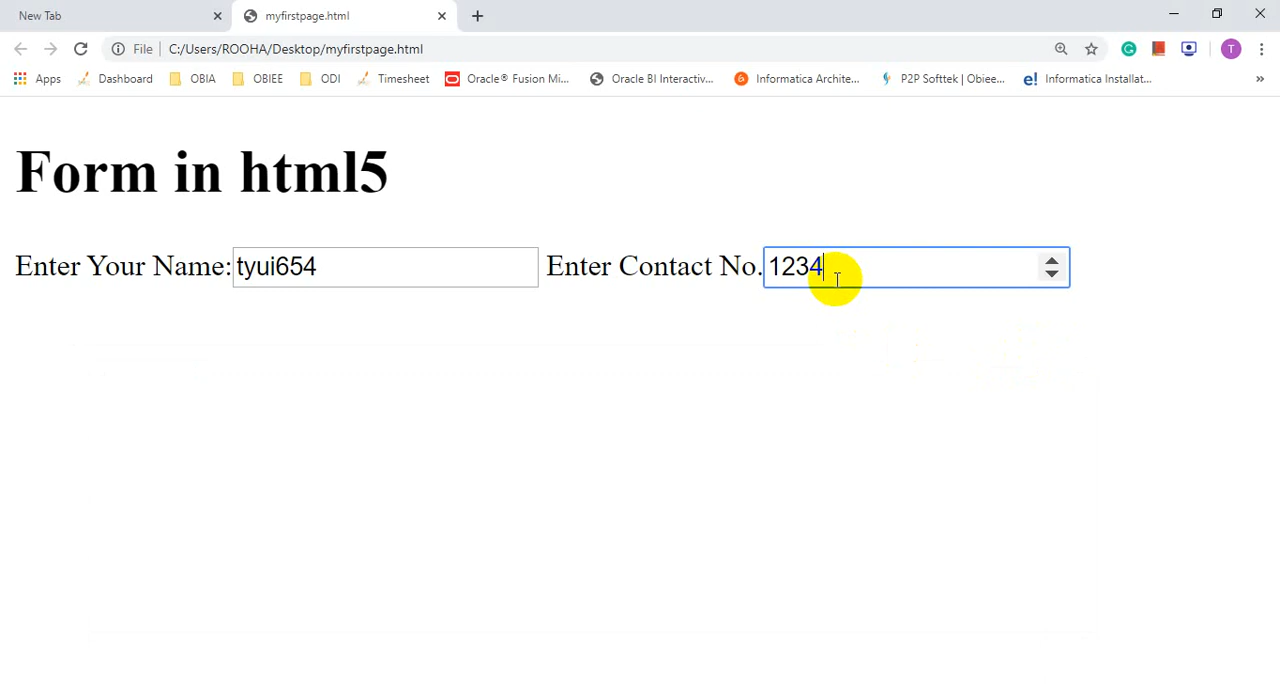 New Tab
myfirstpage.html
File C:/Users/ROOHA/Desktop/myfirstpage.html T
Apps Dashboard OBIA OBIEE ODI Timesheet Oracle® Fusion Mi... Oracle BI Interactiv... Informatica Archite... P2P Softtek | Obiee... e! Informatica Installat... »
Form in html5
Enter Your Name: tyui654 Enter Contact No. 1234